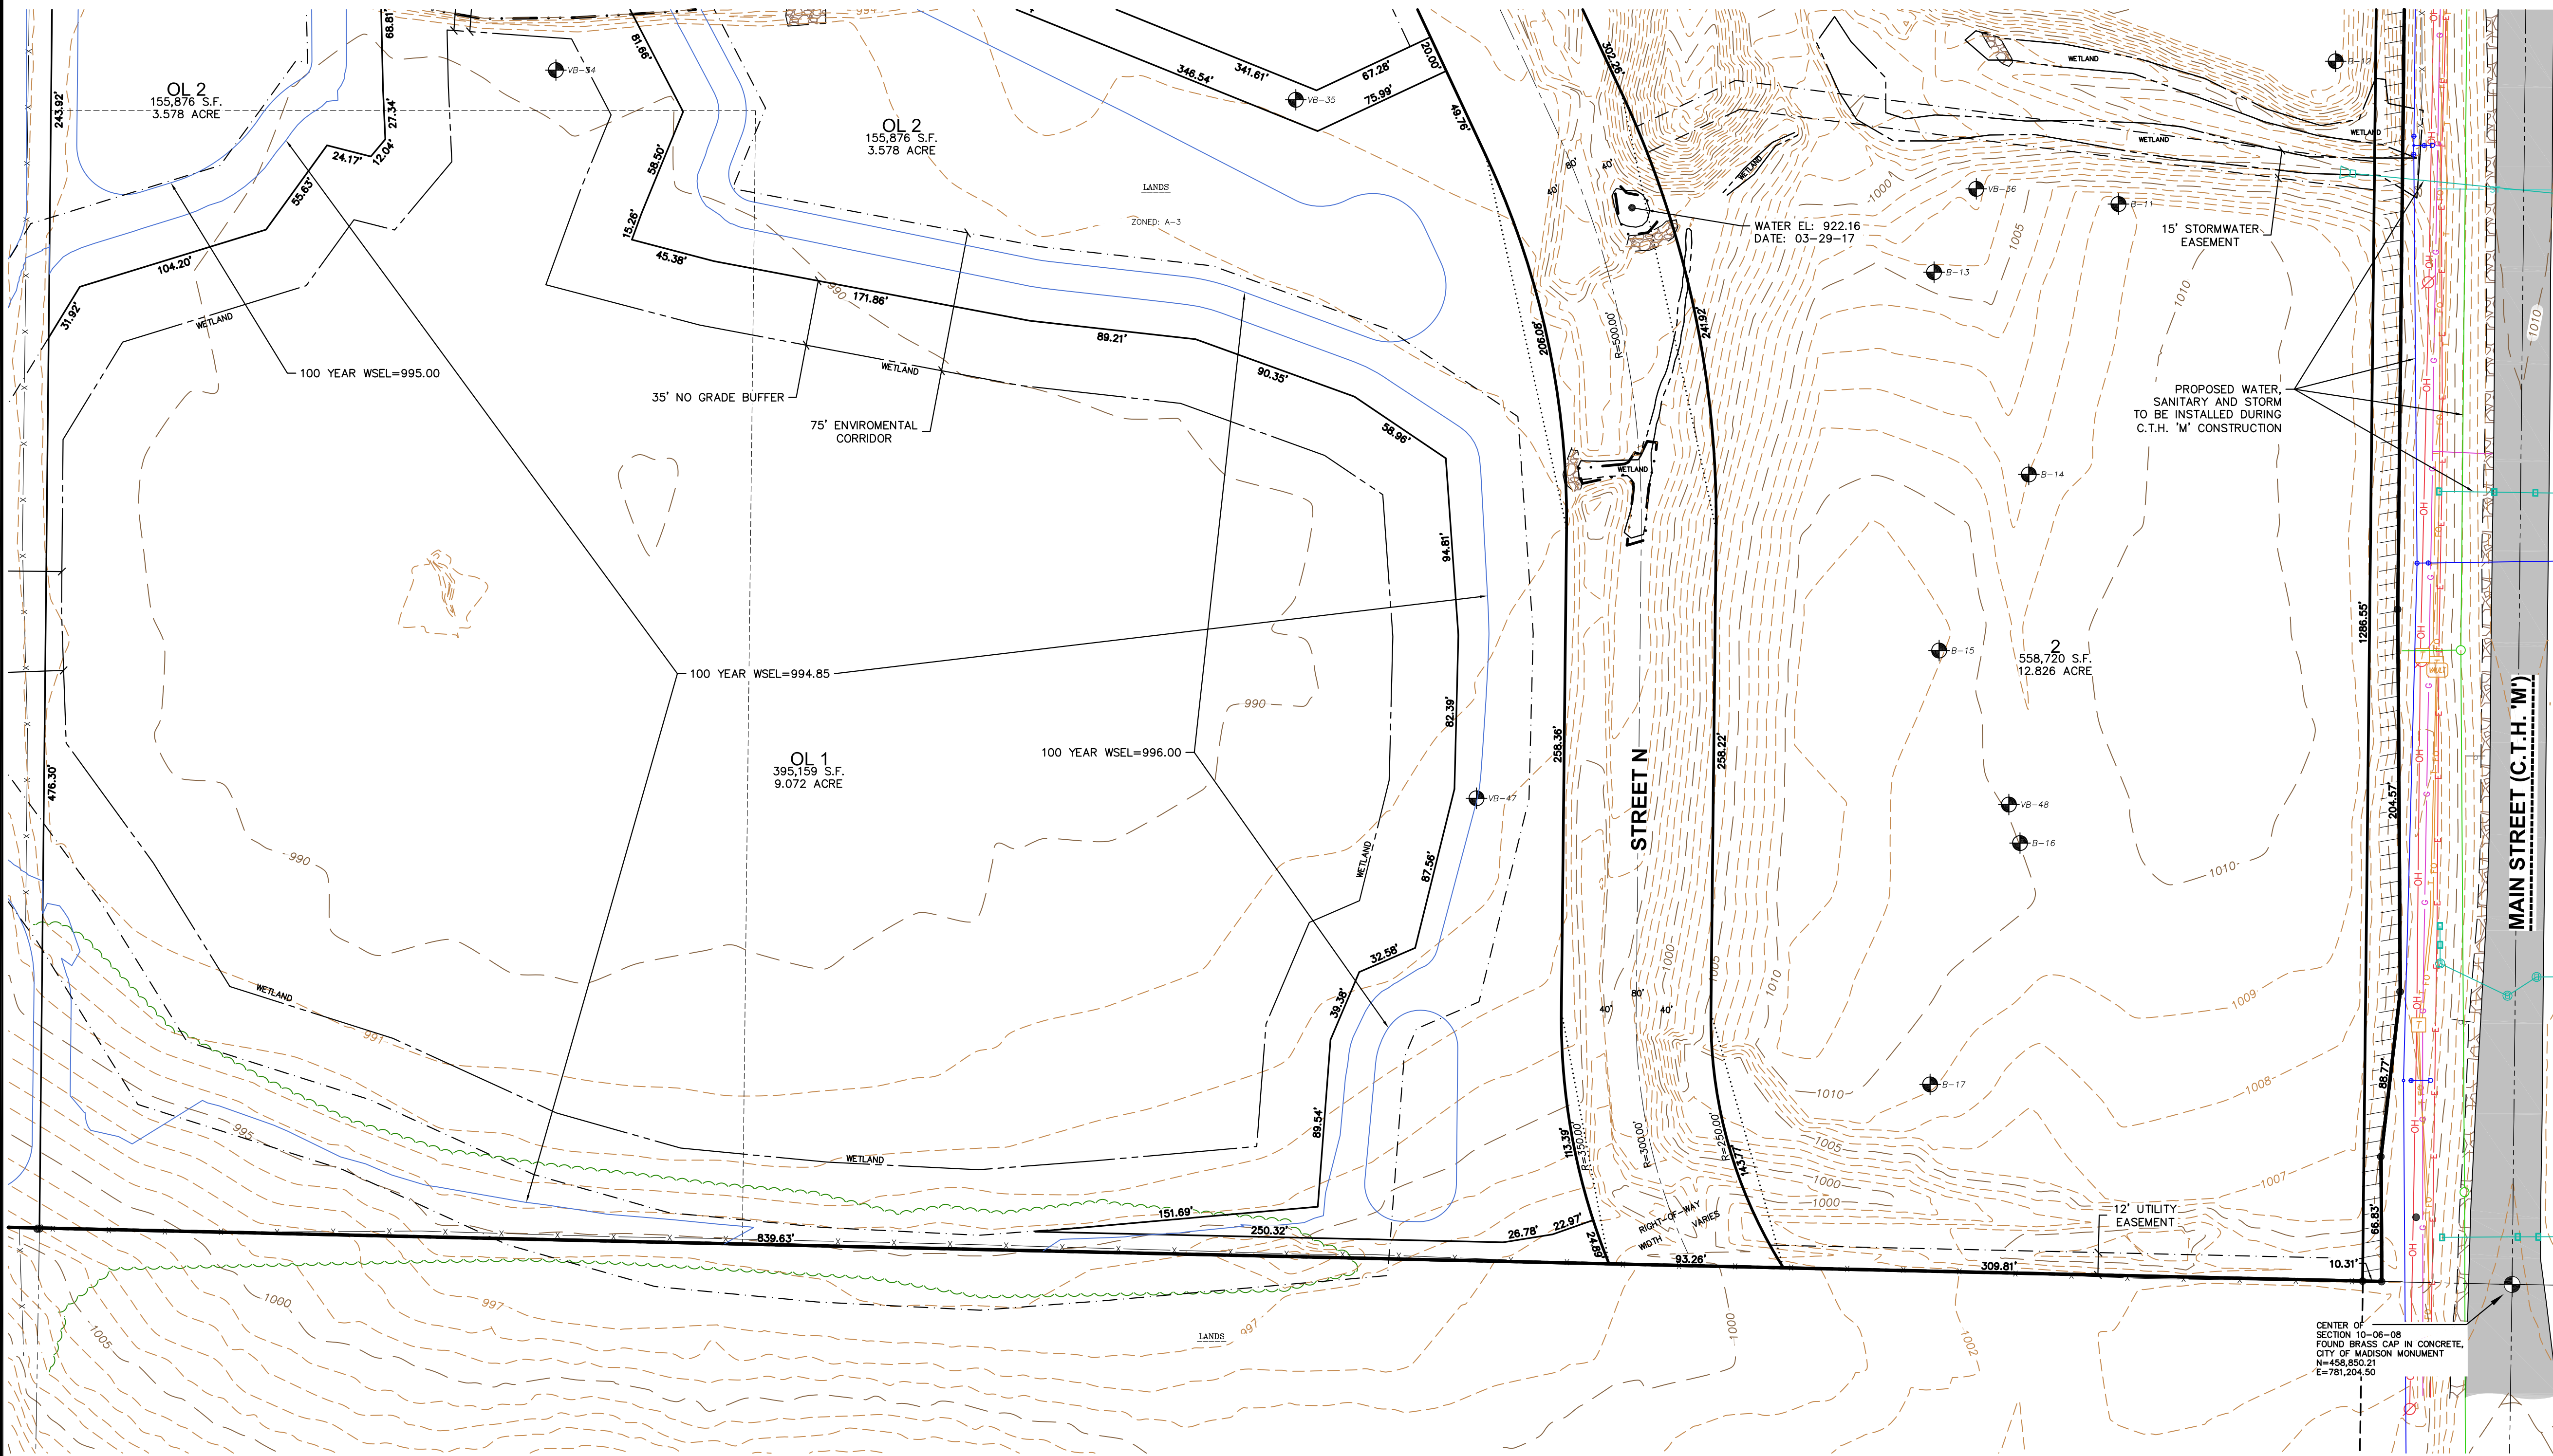 994
68.81'
81.66'
302.26'
VB-34
OL 2
155,876 S.F.
3.578 ACRE
243.92'
27.34'
12.04'
24.17'
55.63'
104.20'
31.92'
WETLAND
341.61'
346.54'
67.28'
75.99'
20.00'
VB-35
49.76'
OL 2
155,876 S.F.
3.578 ACRE
58.50'
15.26'
45.38'
LANDS
ZONED: A-3
80'
40'
40'
WETLAND
WETLAND
WETLAND
WETLAND
B-12
VB-36
B-11
1000
1005
WATER EL: 922.16
DATE: 03-29-17
15' STORMWATER
EASEMENT
B-13
1010
1010
171.86'
990
89.21'
90.35'
58.96'
206.08'
R=500.00'
241.92'
100 YEAR WSEL=995.00
35' NO GRADE BUFFER
WETLAND
75' ENVIROMENTAL
CORRIDOR
PROPOSED WATER,
SANITARY AND STORM
TO BE INSTALLED DURING
C.T.H. 'M' CONSTRUCTION
WETLAND
B-14
94.81'
1286.55'
100 YEAR WSEL=994.85
B-15
2
558,720 S.F.
12.826 ACRE
VAULT
990
82.39'
100 YEAR WSEL=996.00
OL 1
395,159 S.F.
9.072 ACRE
476.30'
258.36'
STREET N
258.22'
204.57'
MAIN STREET (C.T.H. 'M')
VB-47
VB-48
B-16
990
WETLAND
87.56'
1010
32.58'
39.38'
1000
1005
1010
80'
40'
40'
1009
WETLAND
991
1010
B-17
1008
88.77'
995
89.54'
113.39'
R=350.00'
R=300.00'
R=250.00'
143.77'
1005
WETLAND
1000
1000
1007
151.69'
250.32'
839.63'
26.78'
22.97'
24.89'
RIGHT-OF-WAY
WIDTH VARIES
93.26'
12' UTILITY
EASEMENT
66.83'
309.81'
10.31'
1000
1005
997
997
LANDS
1000
1002
CENTER OF
SECTION 10-06-08
FOUND BRASS CAP IN CONCRETE,
CITY OF MADISON MONUMENT
N=458,850.21
E=781,204.50